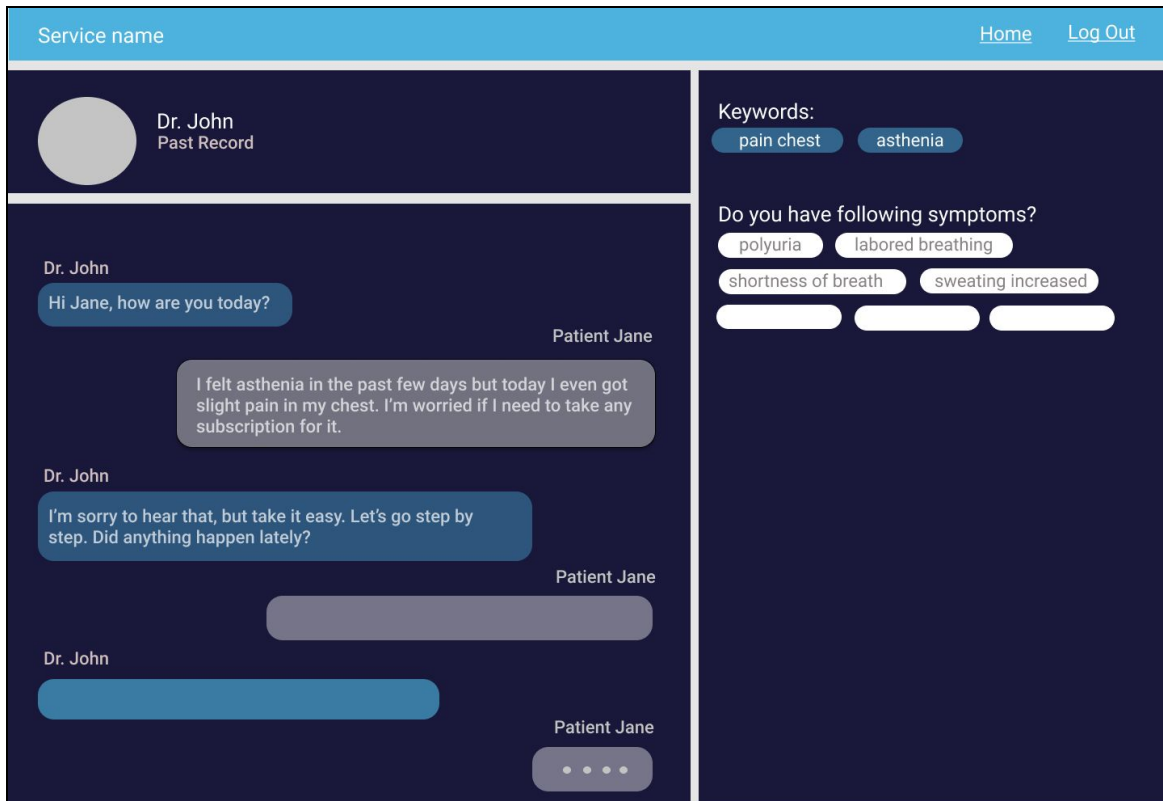 Service name
Home
Log Out
Dr. John
Past Record
Dr. John
Hi Jane, how are you today?
Patient Jane
I felt asthenia in the past few days but today I even got
slight pain in my chest. I'm worried if I need to take any
subscription for it.
Dr. John
I'm sorry to hear that, but take it easy. Let's go step by
step. Did anything happen lately?
Patient Jane
Dr. John
Patient Jane
Keywords:
pain chest
asthenia
Do you have following symptoms?
polyuria
labored breathing
shortness of breath
sweating increased